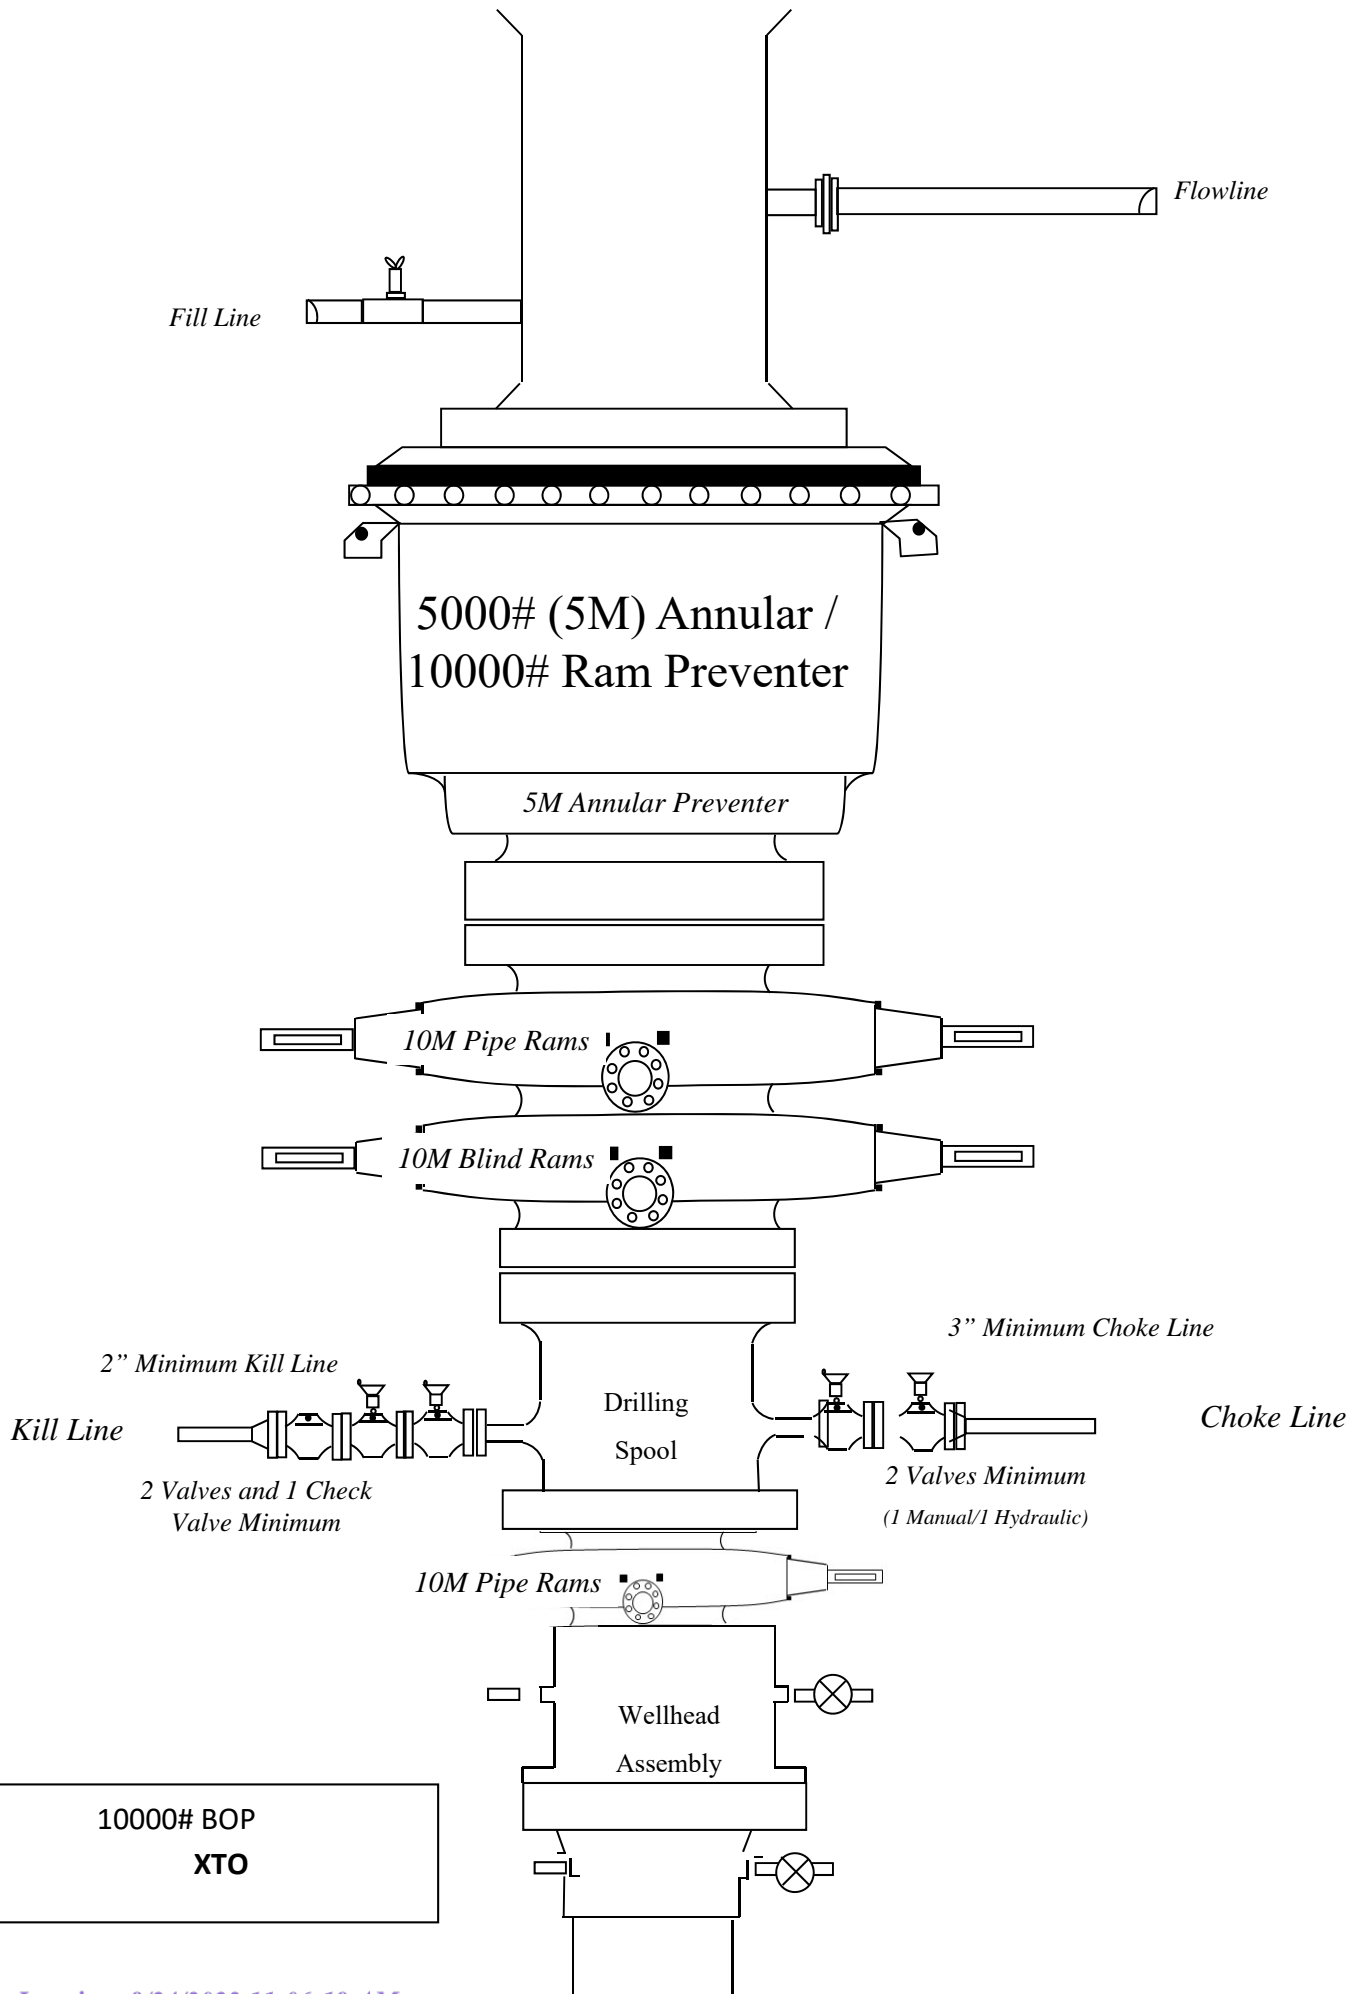 Flowline
Fill Line
5000# (5M) Annular /
10000# Ram Preventer
5M Annular Preventer
10M Pipe Rams
10M Blind Rams
3” Minimum Choke Line
2” Minimum Kill Line
Drilling
Spool
Kill Line
Choke Line
2 Valves and 1 Check
Valve Minimum
2 Valves Minimum
(1 Manual/1 Hydraulic)
10M Pipe Rams
Wellhead
Assembly
10000# BOP
XTO